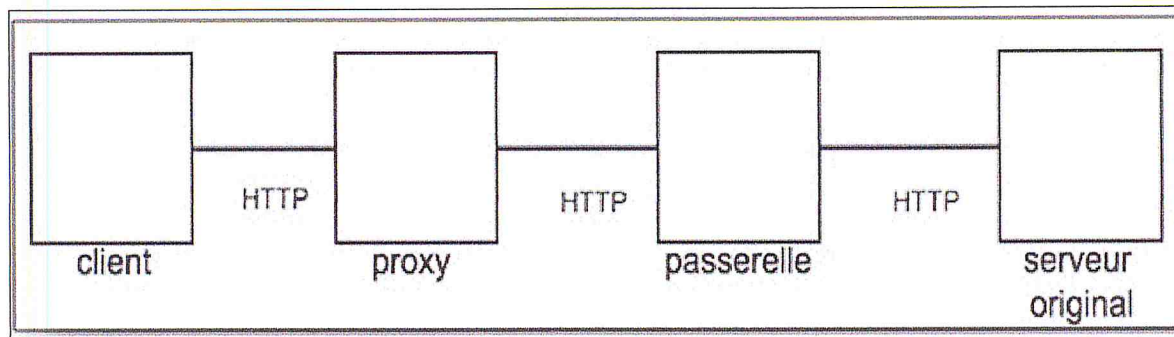 HTTP
HTTP
HTTP
client
proxy
passerelle
serveur
original